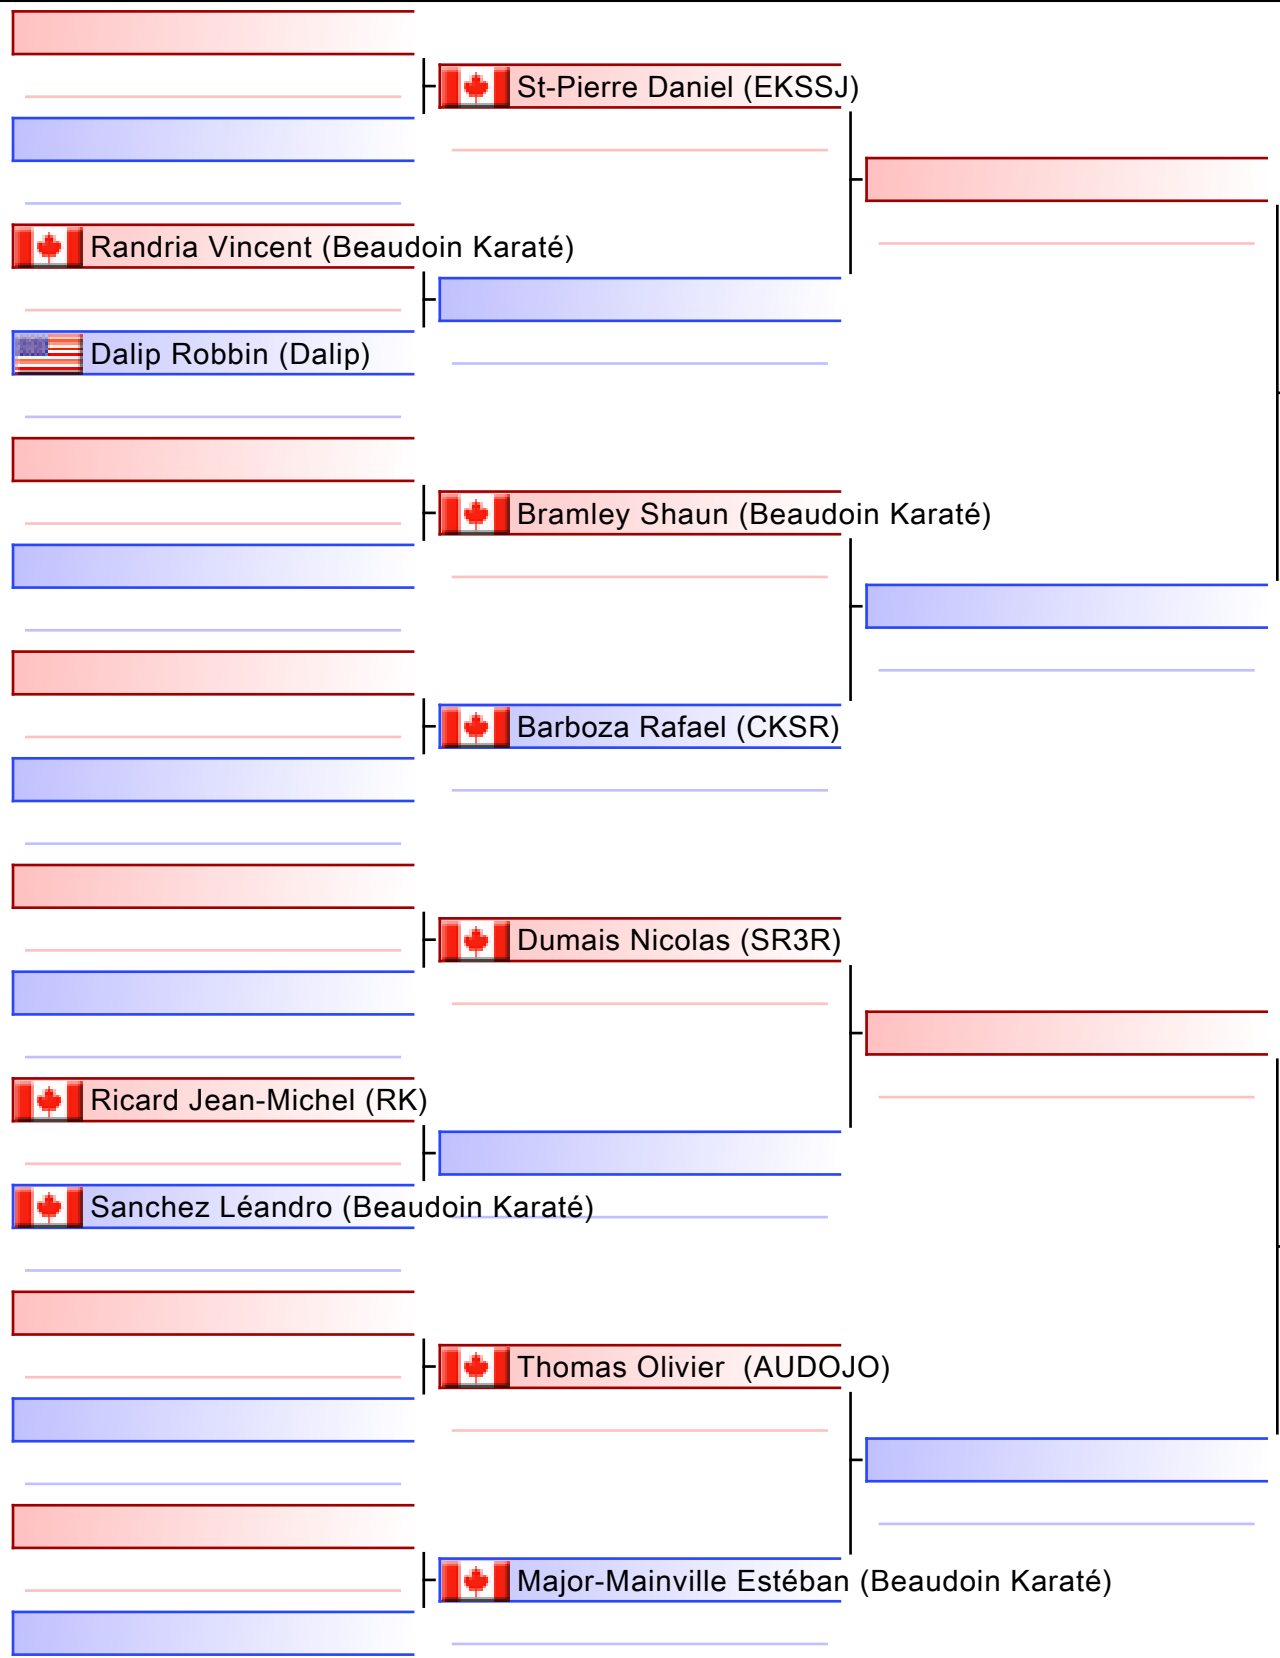 St-Pierre Daniel (EKSSJ)
Randria Vincent (Beaudoin Karaté)
Dalip Robbin (Dalip)
Bramley Shaun (Beaudoin Karaté)
Barboza Rafael (CKSR)
Dumais Nicolas (SR3R)
Ricard Jean-Michel (RK)
Sanchez Léandro (Beaudoin Karaté)
Thomas Olivier  (AUDOJO)
Major-Mainville Estéban (Beaudoin Karaté)